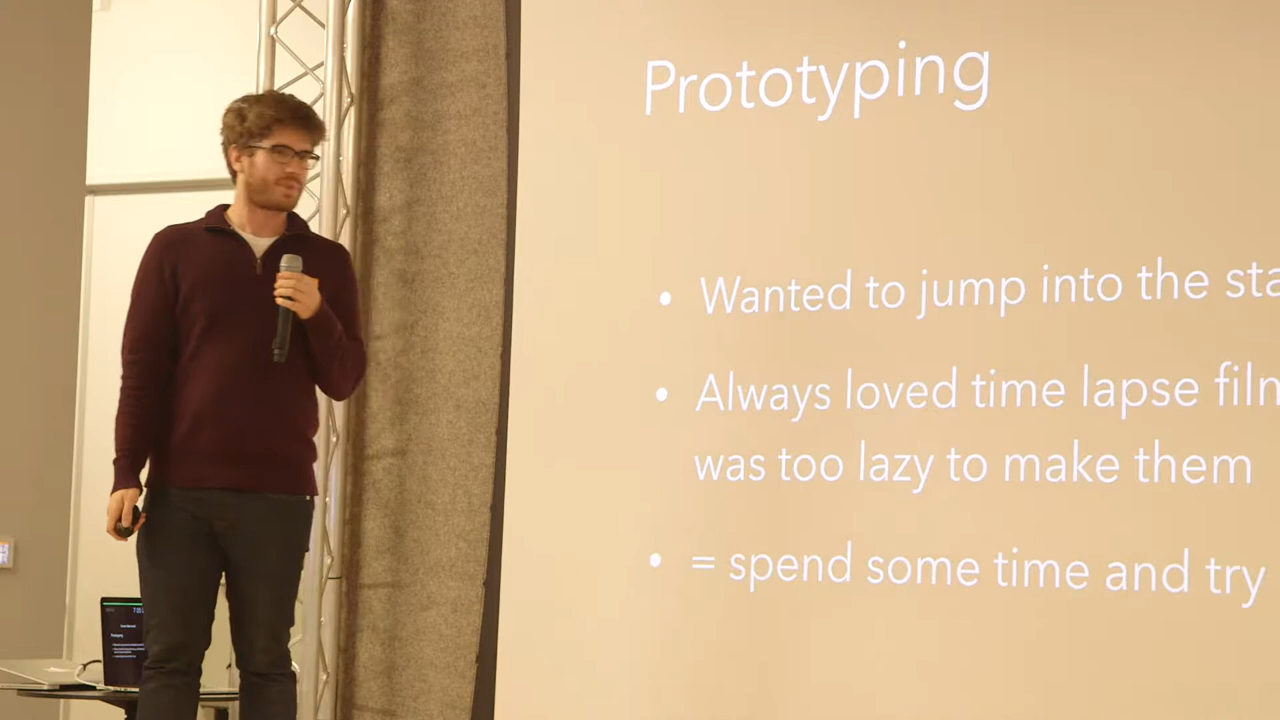 Prototyping
• Wanted to jump into the sta
• Always loved time lapse film
was too lazy to make them
• = spend some time and try